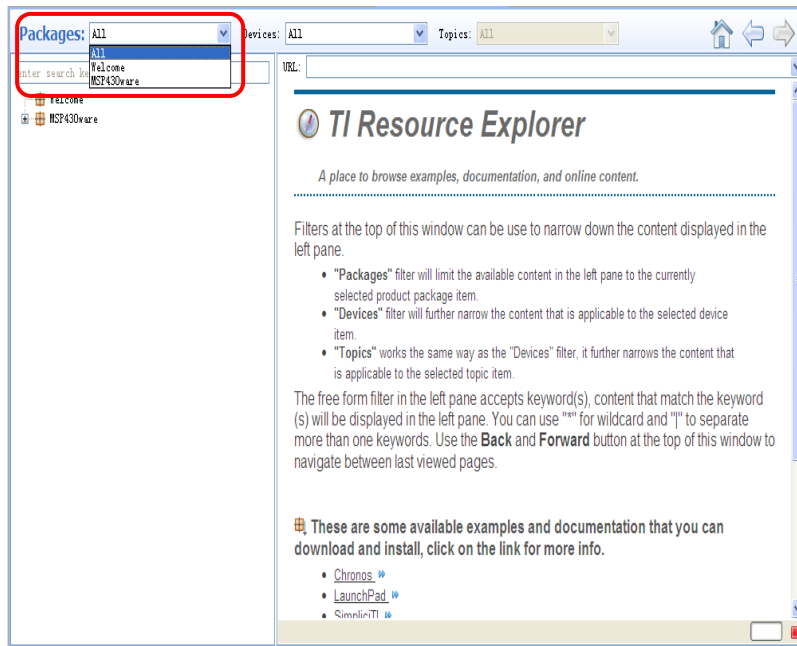 Packages: All Devices: All Topics: All
All
Welcome
MSP430ware
enter search ke
URL:
Welcome
MSP430ware
TI Resource Explorer
A place to browse examples, documentation, and online content.
Filters at the top of this window can be use to narrow down the content displayed in the
left pane.
• "Packages" filter will limit the available content in the left pane to the currently
selected product package item.
• "Devices" filter will further narrow the content that is applicable to the selected device
item.
• "Topics" works the same way as the "Devices" filter, it further narrows the content that
is applicable to the selected topic item.
The free form filter in the left pane accepts keyword(s), content that match the keyword
(s) will be displayed in the left pane. You can use "*" for wildcard and "|" to separate
more than one keywords. Use the Back and Forward button at the top of this window to
navigate between last viewed pages.
These are some available examples and documentation that you can
download and install, click on the link for more info.
• Chronos
• LaunchPad
• SimpliciTI